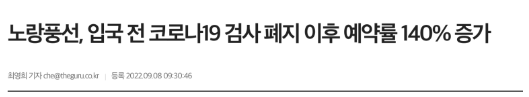 노랑풍선, 입국 전 코로나19 검사 폐지 이후 예약률 140% 증가
최영희 기자 che@theguru.co.kr | 등록 2022.09.08 09:30:46